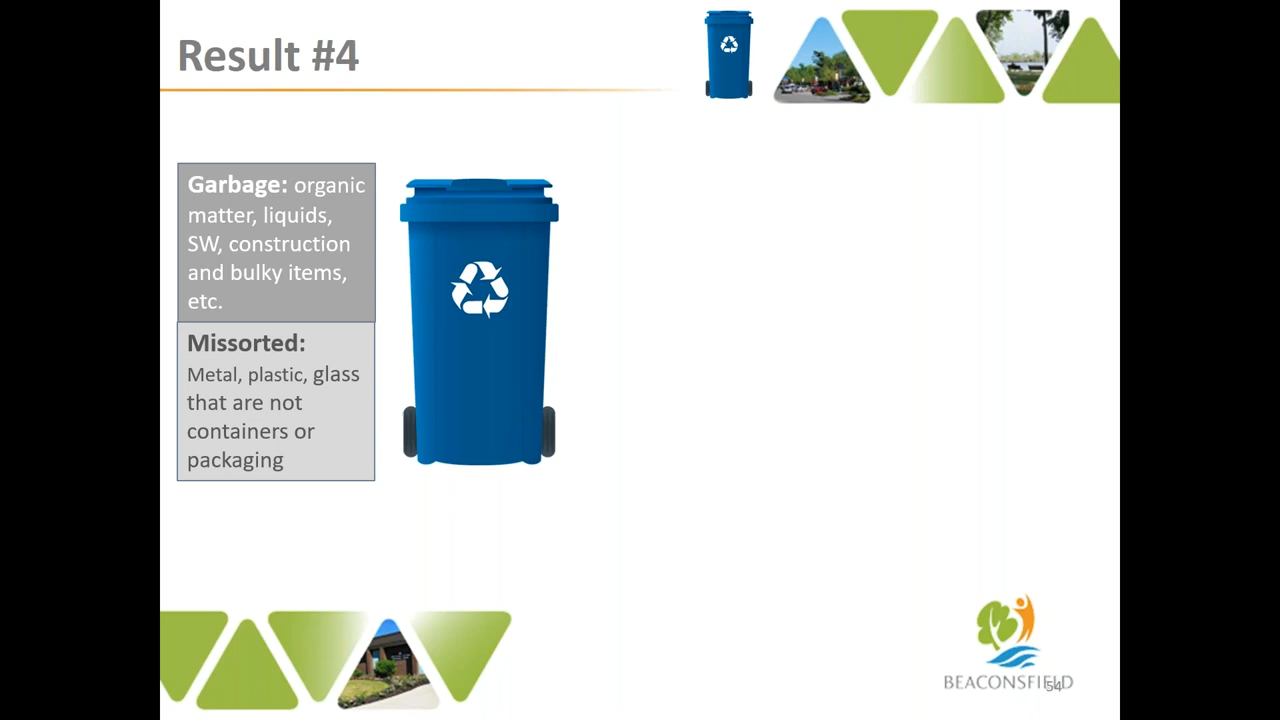 Result #4
Garbage: organic
matter, liquids,
SW, construction
and bulky items,
etc.
Missorted:
Metal, plastic, glass
that are not
containers or
packaging
BEACONSFIELD
54